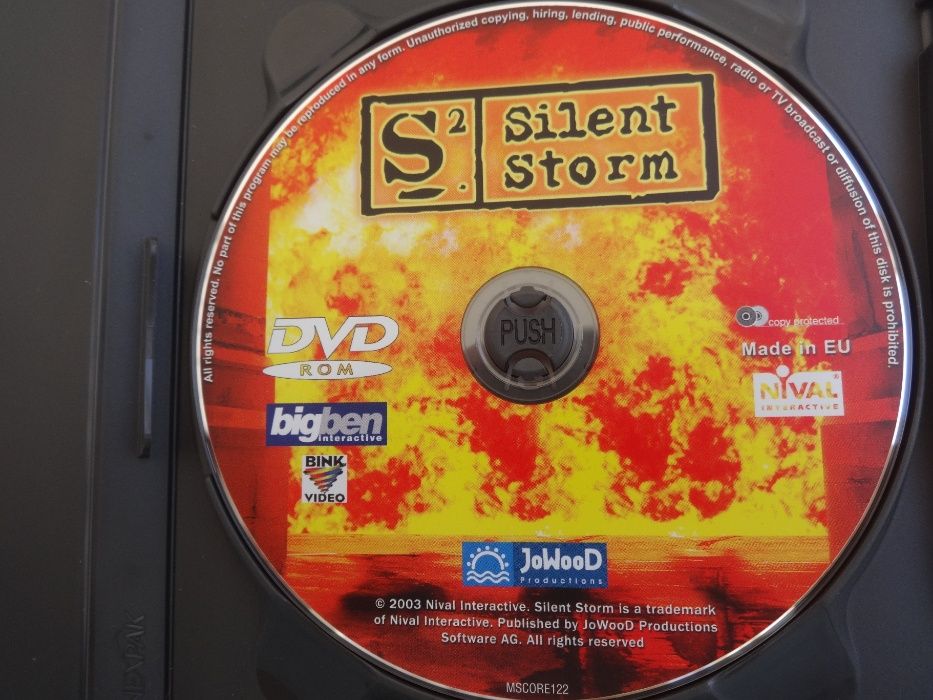 All rights reserved. No part of this program may be reproduced in any form. Unauthorized copying, hiring, lending, public performance, radio or TV broadcast or diffusion of this disk is prohibited.
S2
Silent
Storm
PUSH
DVD
ROM
copy protected
Made in EU
NIVAL
INTERACTIVE
bigben
interactive
BINK
VIDEO
JoWooD
Productions
© 2003 Nival Interactive. Silent Storm is a trademark
of Nival Interactive. Published by JoWooD Productions
Software AG. All rights reserved
MSCORE122